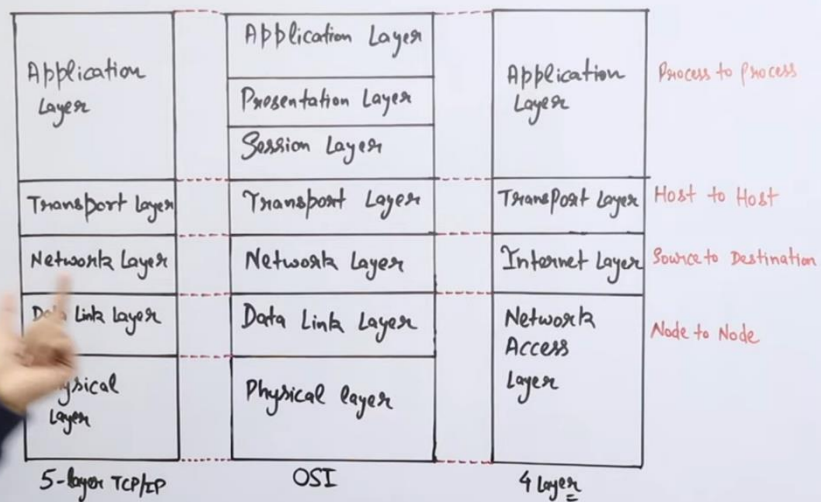 Application
Layer
Transport Layer
Network Layer
Link Layer
Layer
5-layer TCP/IP
Application Layer
Presentation Layer
Session Layer
Transport Layer
Network Layer
Data Link Layer
Physical layer
OSI
Application
Layer
Transport Layer
Internet Layer
Network
Access
Layer
4 Layer
Process to Process
Host to Host
Source to Destination
Node to Node